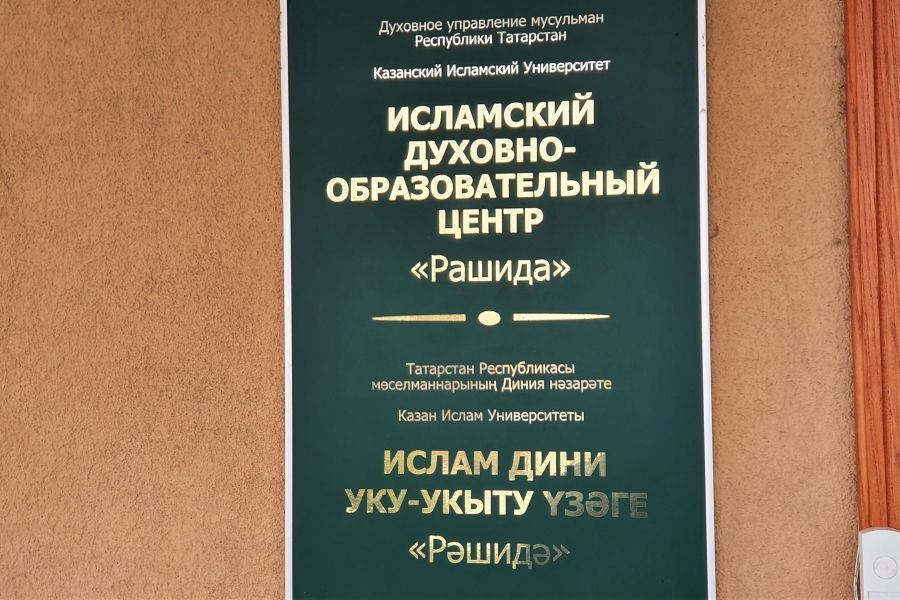 Духовное управление мусульман
Республики Татарстан
Казанский Исламский Университет
ИСЛАМСКИЙ
ДУХОВНО-
ОБРАЗОВАТЕЛЬНЫЙ
ЦЕНТР
«Рашида»
Татарстан Республикасы
мөселманнарының Диния нәзарәте
Казан Ислам Университеты
ИСЛАМ ДИНИ
УКУ-УКЫТУ ҮЗӘГЕ
«Рәшидә»